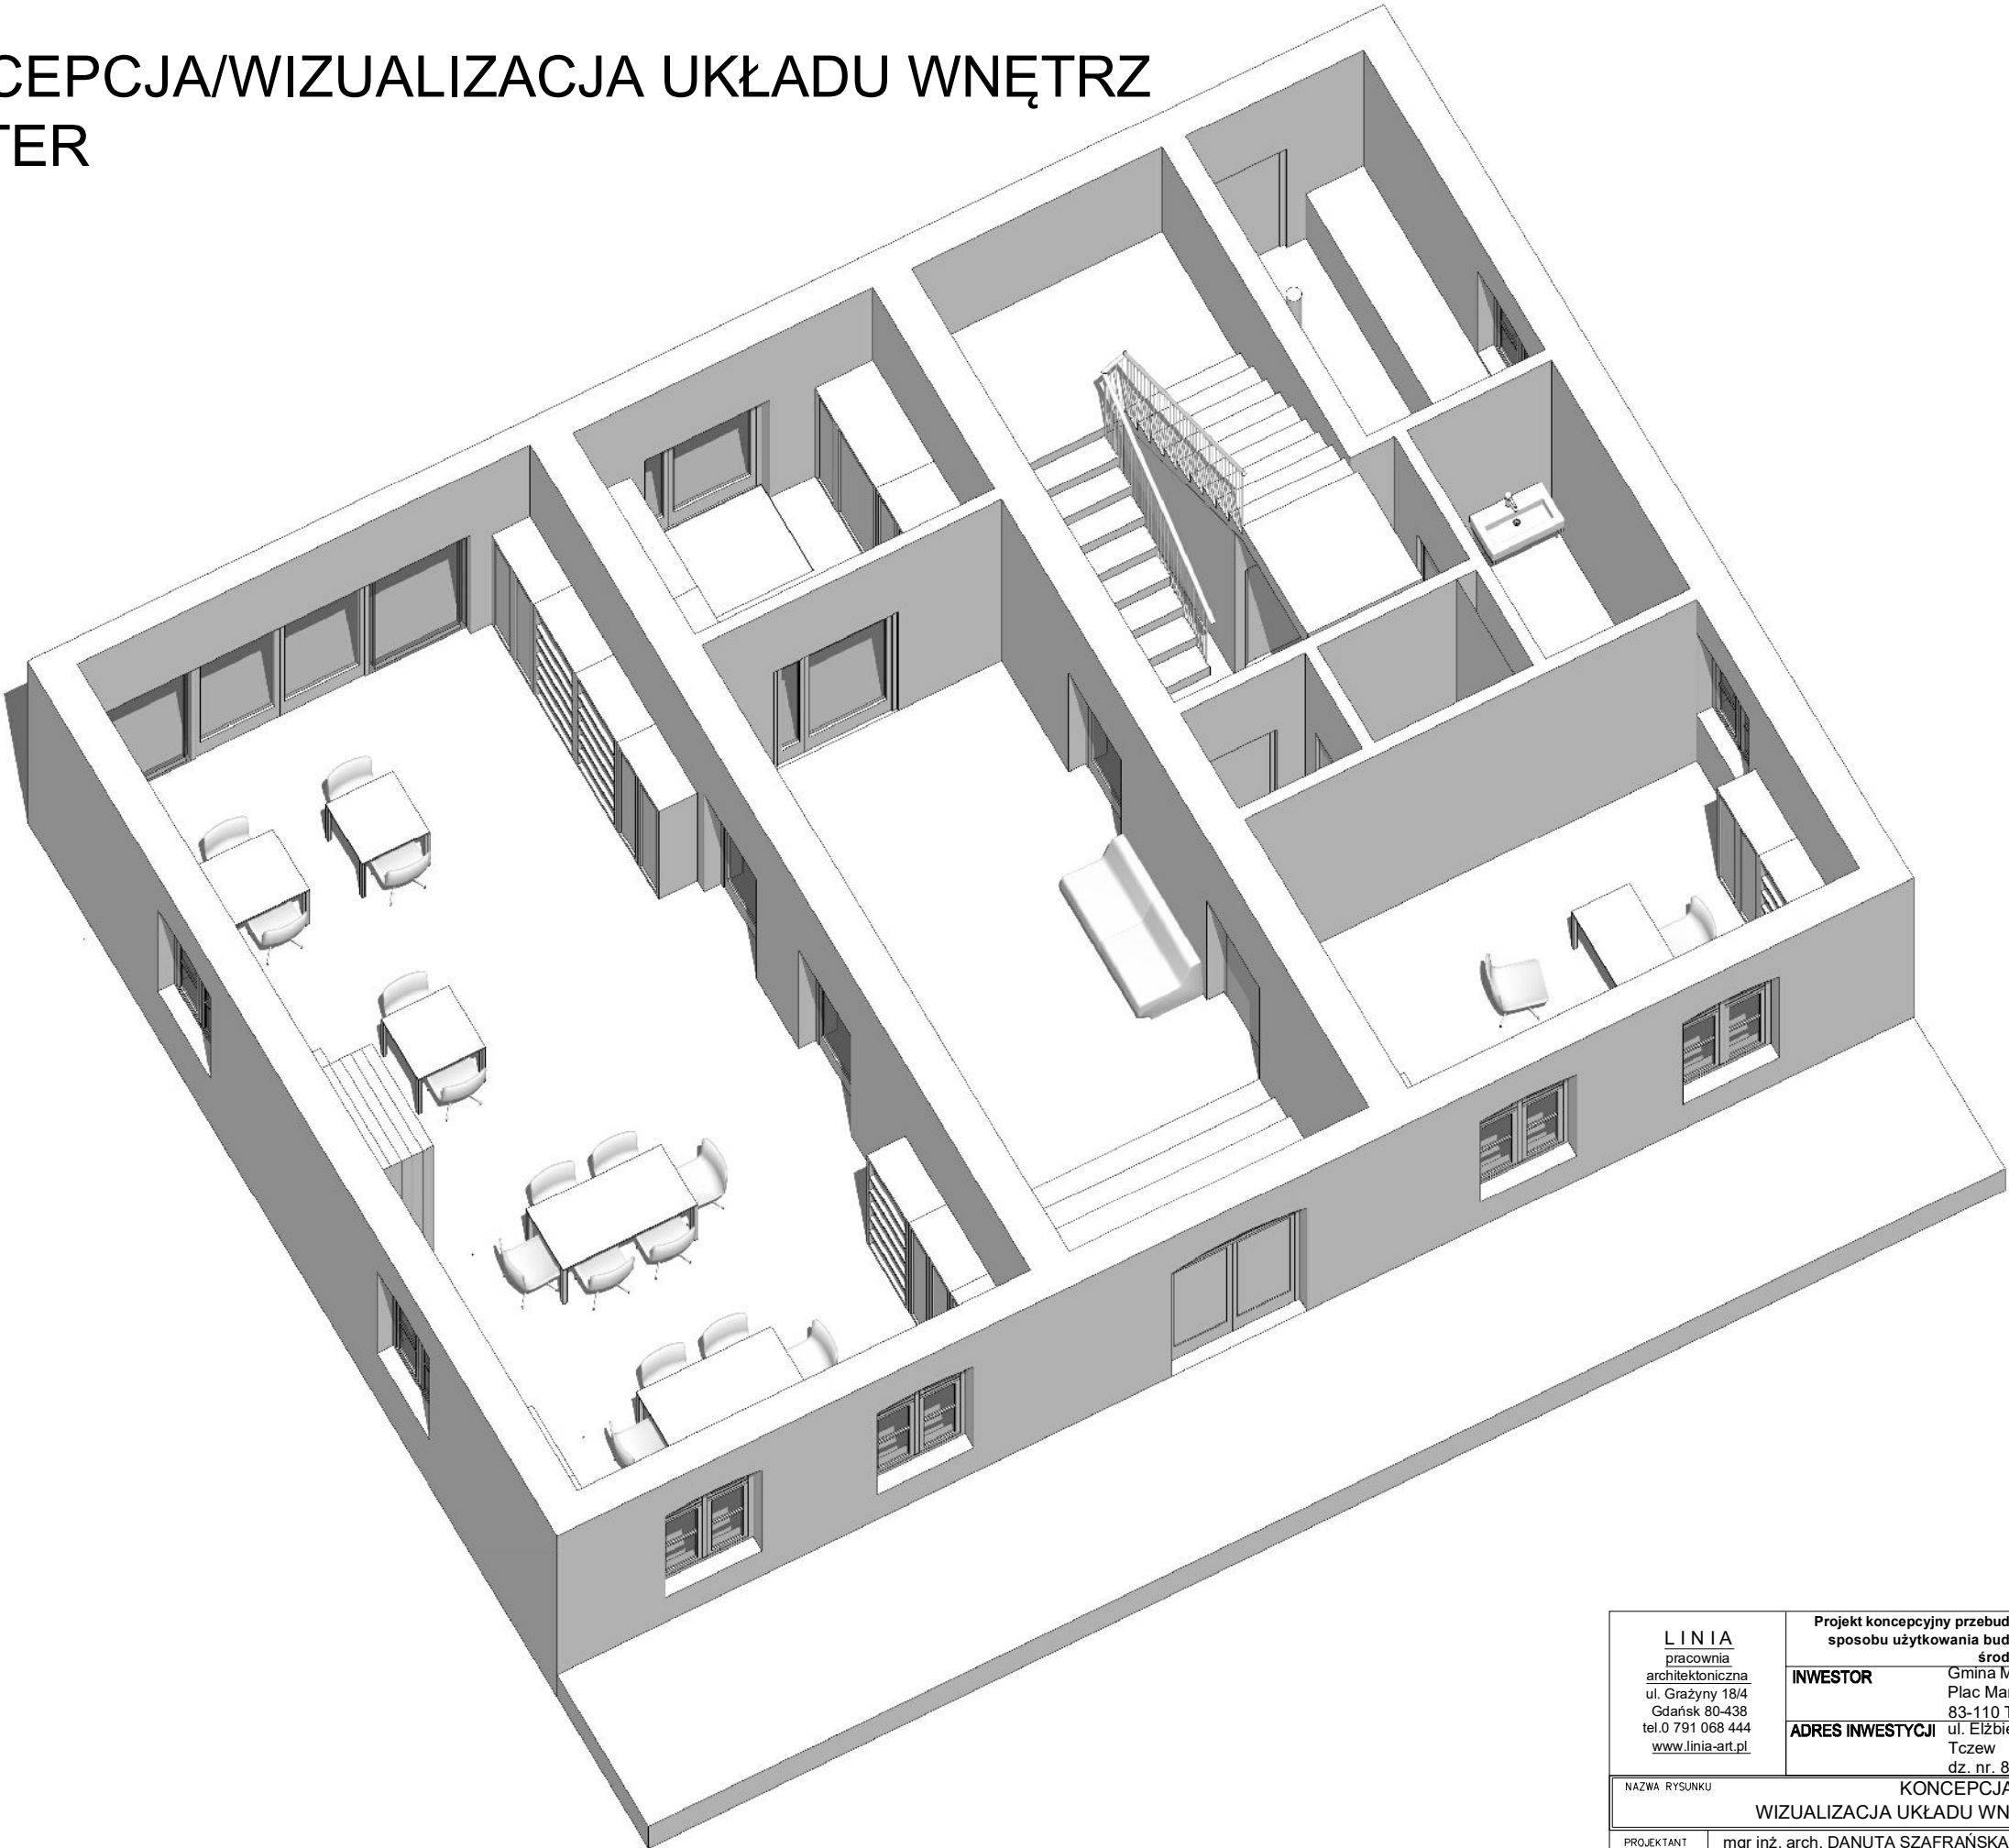 CEPCJA/WIZUALIZACJA UKŁADU WNĘTRZ
TER
LINIA
pracownia
architektoniczna
ul. Grażyny 18/4
Gdańsk 80-438
tel.0 791 068 444
www.linia-art.pl
Projekt koncepcyjny przebud
sposobu użytkowania bud
środ
INWESTOR
Gmina M
Plac Mar
83-110 T
ADRES INWESTYCJI
ul. Elżbie
Tczew
dz. nr. 8
NAZWA RYSUNKU
KONCEPCJA
WIZUALIZACJA UKŁADU WN
PROJEKTANT
mgr inż. arch. DANUTA SZAFRAŃSKA